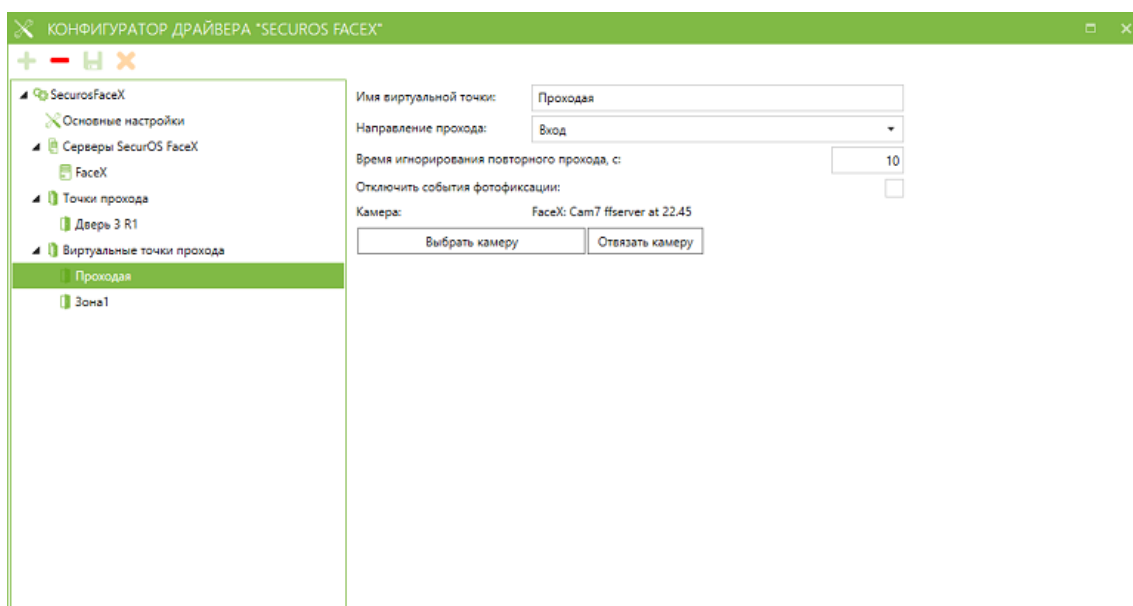 КОНФИГУРАТОР ДРАЙВЕРА "SECUROS FACEX"
SecurosFaceX
Основные настройки
Серверы SecurOS FaceX
FaceX
Точки прохода
Дверь 3 R1
Виртуальные точки прохода
Проходая
Зона1
Имя виртуальной точки: Проходая
Направление прохода: Вход
Время игнорирования повторного прохода, с: 10
Отключить события фотофиксации:
Камера: FaceX: Cam7 ffserver at 22.45
Выбрать камеру Отвязать камеру